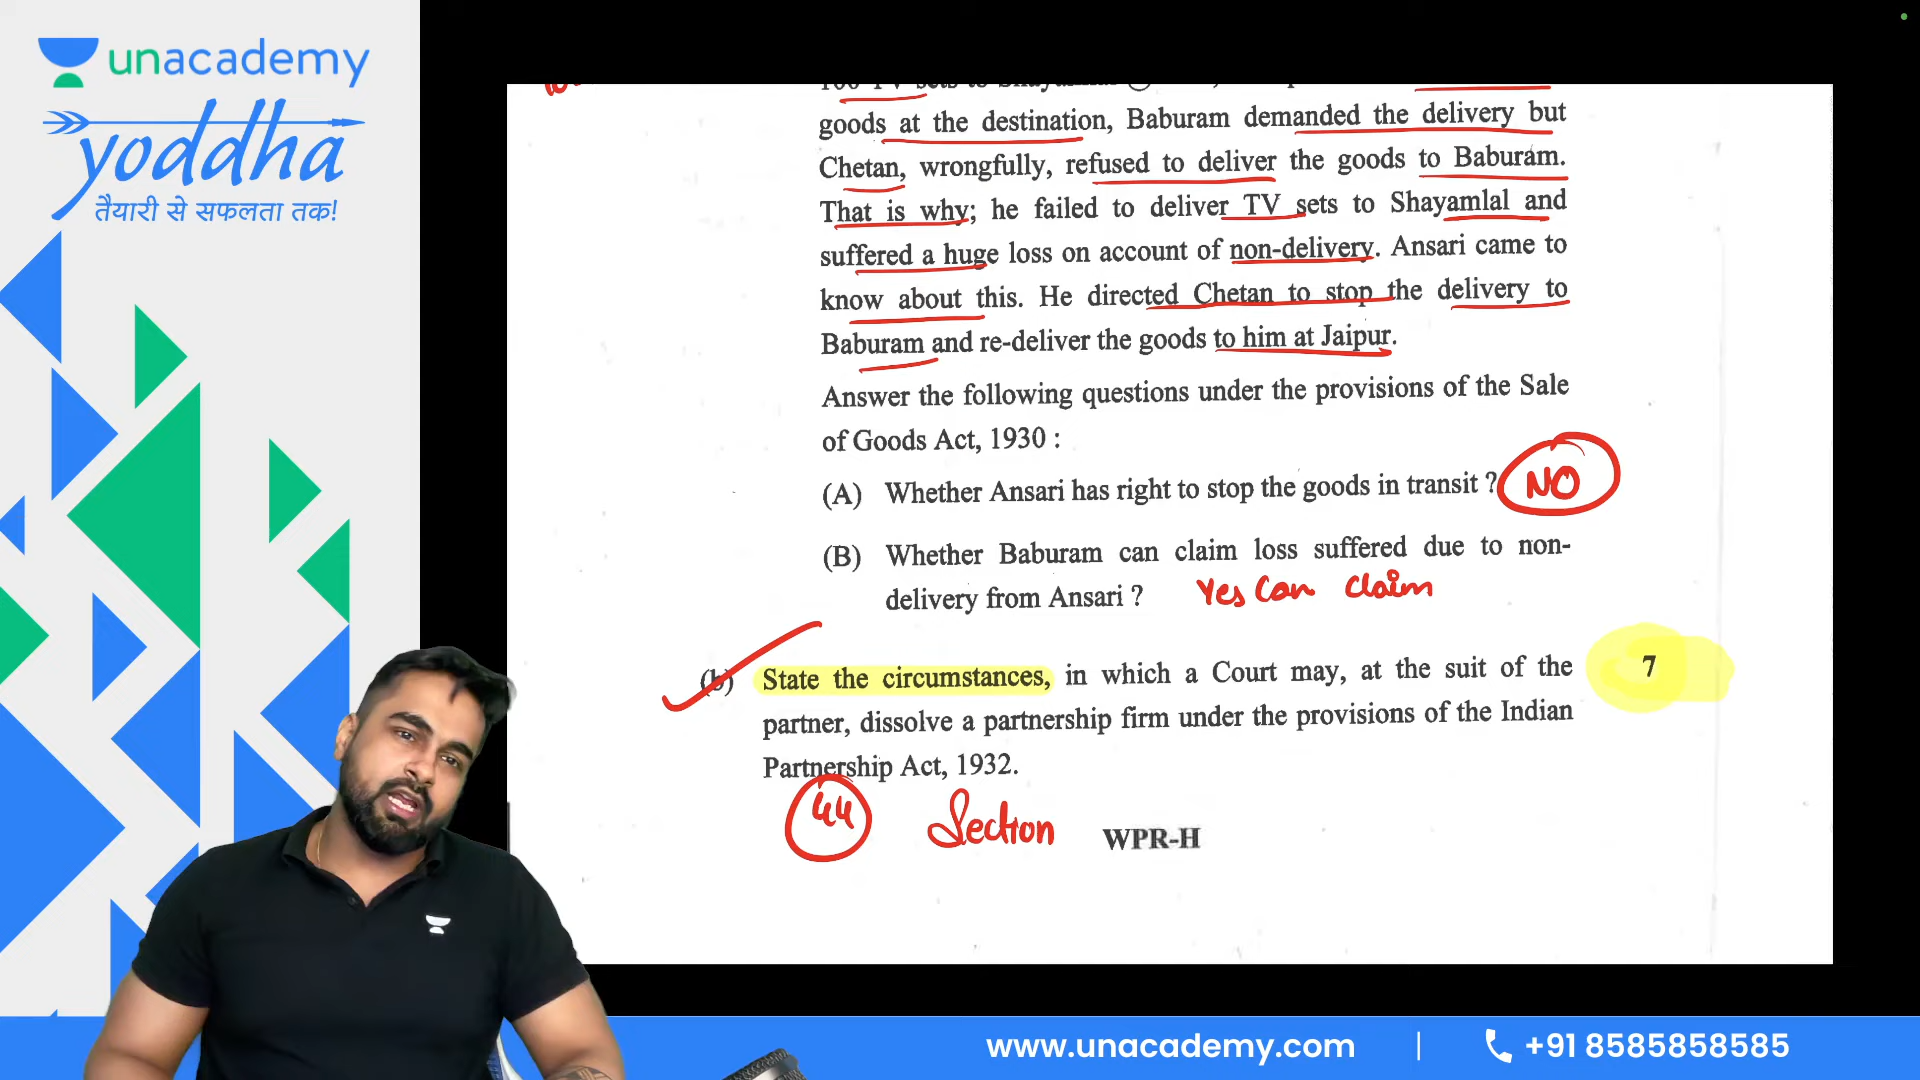 unacademy
yoddha
तैयारी से सफलता तक!
100 TV sets to
goods at the destination, Baburam demanded the delivery but
Chetan, wrongfully, refused to deliver the goods to Baburam.
That is why; he failed to deliver TV sets to Shayamlal and
suffered a huge loss on account of non-delivery. Ansari came to
know about this. He directed Chetan to stop the delivery to
Baburam and re-deliver the goods to him at Jaipur.
Answer the following questions under the provisions of the Sale
of Goods Act, 1930 :
(A) Whether Ansari has right to stop the goods in transit ? NO
(B) Whether Baburam can claim loss suffered due to non-
delivery from Ansari ? Yes Can Claim
(b) State the circumstances, in which a Court may, at the suit of the 7
partner, dissolve a partnership firm under the provisions of the Indian
Partnership Act, 1932.
44 Section WPR-H
www.unacademy.com | +91 8585858585